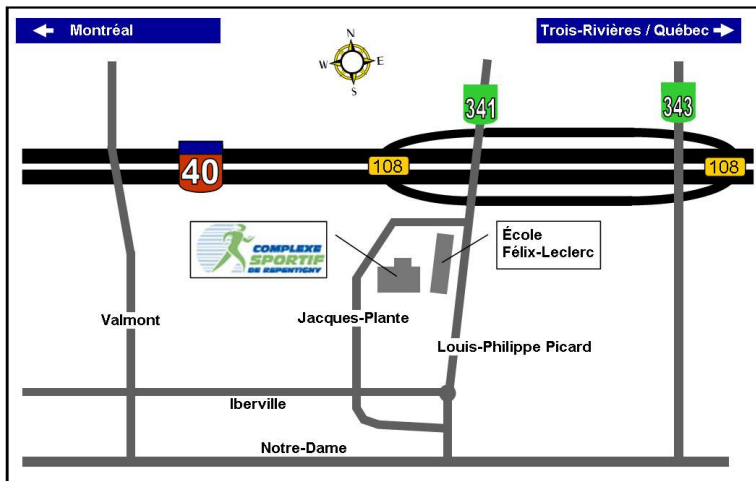 Montréal
Trois-Rivières / Québec
N
W
E
S
341
343
40
108
108
COMPLEXE
SPORTIF
DE REPENTIGNY
École
Félix-Leclerc
Valmont
Jacques-Plante
Louis-Philippe Picard
Iberville
Notre-Dame